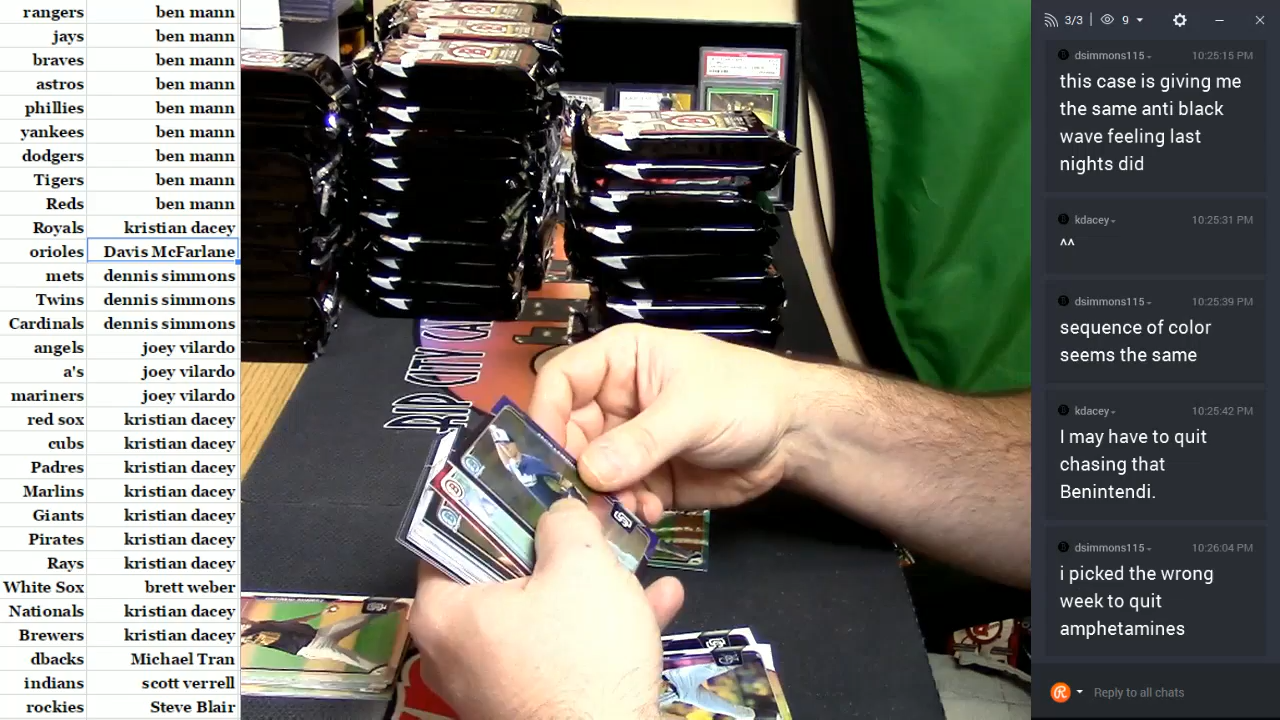 rangers ben mann
jays ben mann
braves ben mann
astros ben mann
phillies ben mann
yankees ben mann
dodgers ben mann
Tigers ben mann
Reds ben mann
Royals kristian dacey
orioles Davis McFarlane
mets dennis simmons
Twins dennis simmons
Cardinals dennis simmons
angels joey vilardo
a's joey vilardo
mariners joey vilardo
red sox kristian dacey
cubs kristian dacey
Padres kristian dacey
Marlins kristian dacey
Giants kristian dacey
Pirates kristian dacey
Rays kristian dacey
White Sox brett weber
Nationals kristian dacey
Brewers kristian dacey
dbacks Michael Tran
indians scott verrell
rockies Steve Blair
RIP CITY CA
3/3 9
dsimmons115 10:25:15 PM
this case is giving me
the same anti black
wave feeling last
nights did
kdacey 10:25:31 PM
^^
dsimmons115 10:25:39 PM
sequence of color
seems the same
kdacey 10:25:42 PM
I may have to quit
chasing that
Benintendi.
dsimmons115 10:26:04 PM
i picked the wrong
week to quit
amphetamines
Reply to all chats